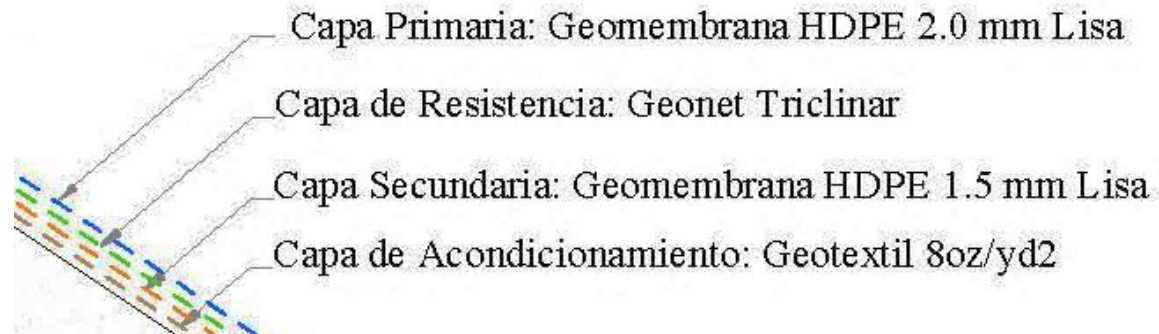 Capa Primaria: Geomembrana HDPE 2.0 mm Lisa
Capa de Resistencia: Geonet Triclinar
Capa Secundaria: Geomembrana HDPE 1.5 mm Lisa
Capa de Acondicionamiento: Geotextil 8oz/yd2